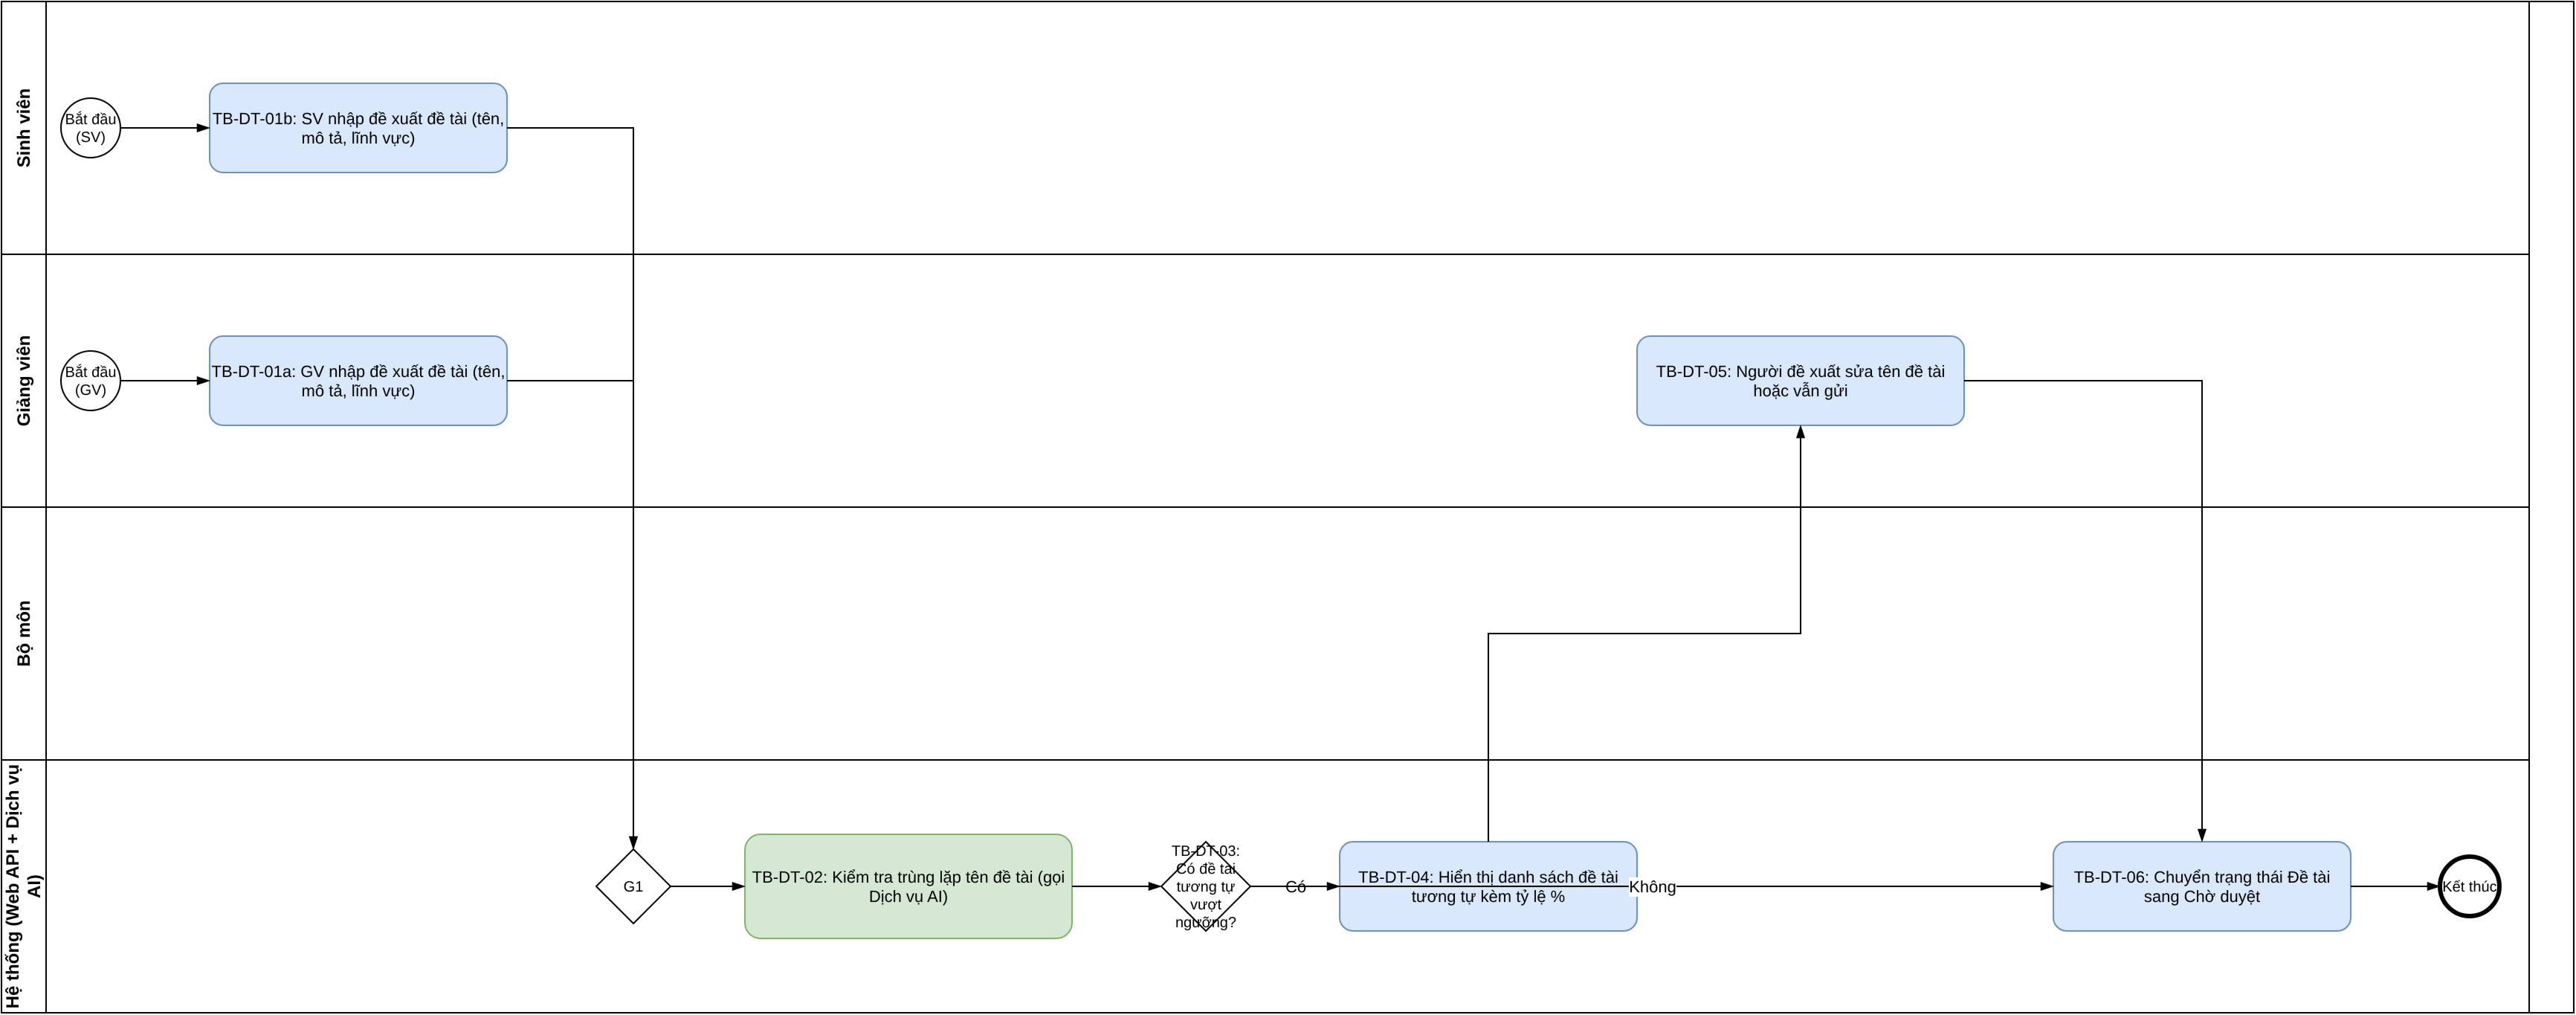 Sinh viên
Bắt đầu
(SV)
TB-DT-01b: SV nhập đề xuất đề tài (tên,
mô tả, lĩnh vực)
Giảng viên
Bắt đầu
(GV)
TB-DT-01a: GV nhập đề xuất đề tài (tên,
mô tả, lĩnh vực)
TB-DT-05: Người đề xuất sửa tên đề tài
hoặc vẫn gửi
Bộ môn
Hệ thống (Web API + Dịch vụ
AI)
G1
TB-DT-02: Kiểm tra trùng lặp tên đề tài (gọi
Dịch vụ AI)
TB-DT-03:
Có đề tài
tương tự
vượt
ngưỡng?
Có
TB-DT-04: Hiển thị danh sách đề tài
tương tự kèm tỷ lệ %
Không
TB-DT-06: Chuyển trạng thái Đề tài
sang Chờ duyệt
Kết thúc